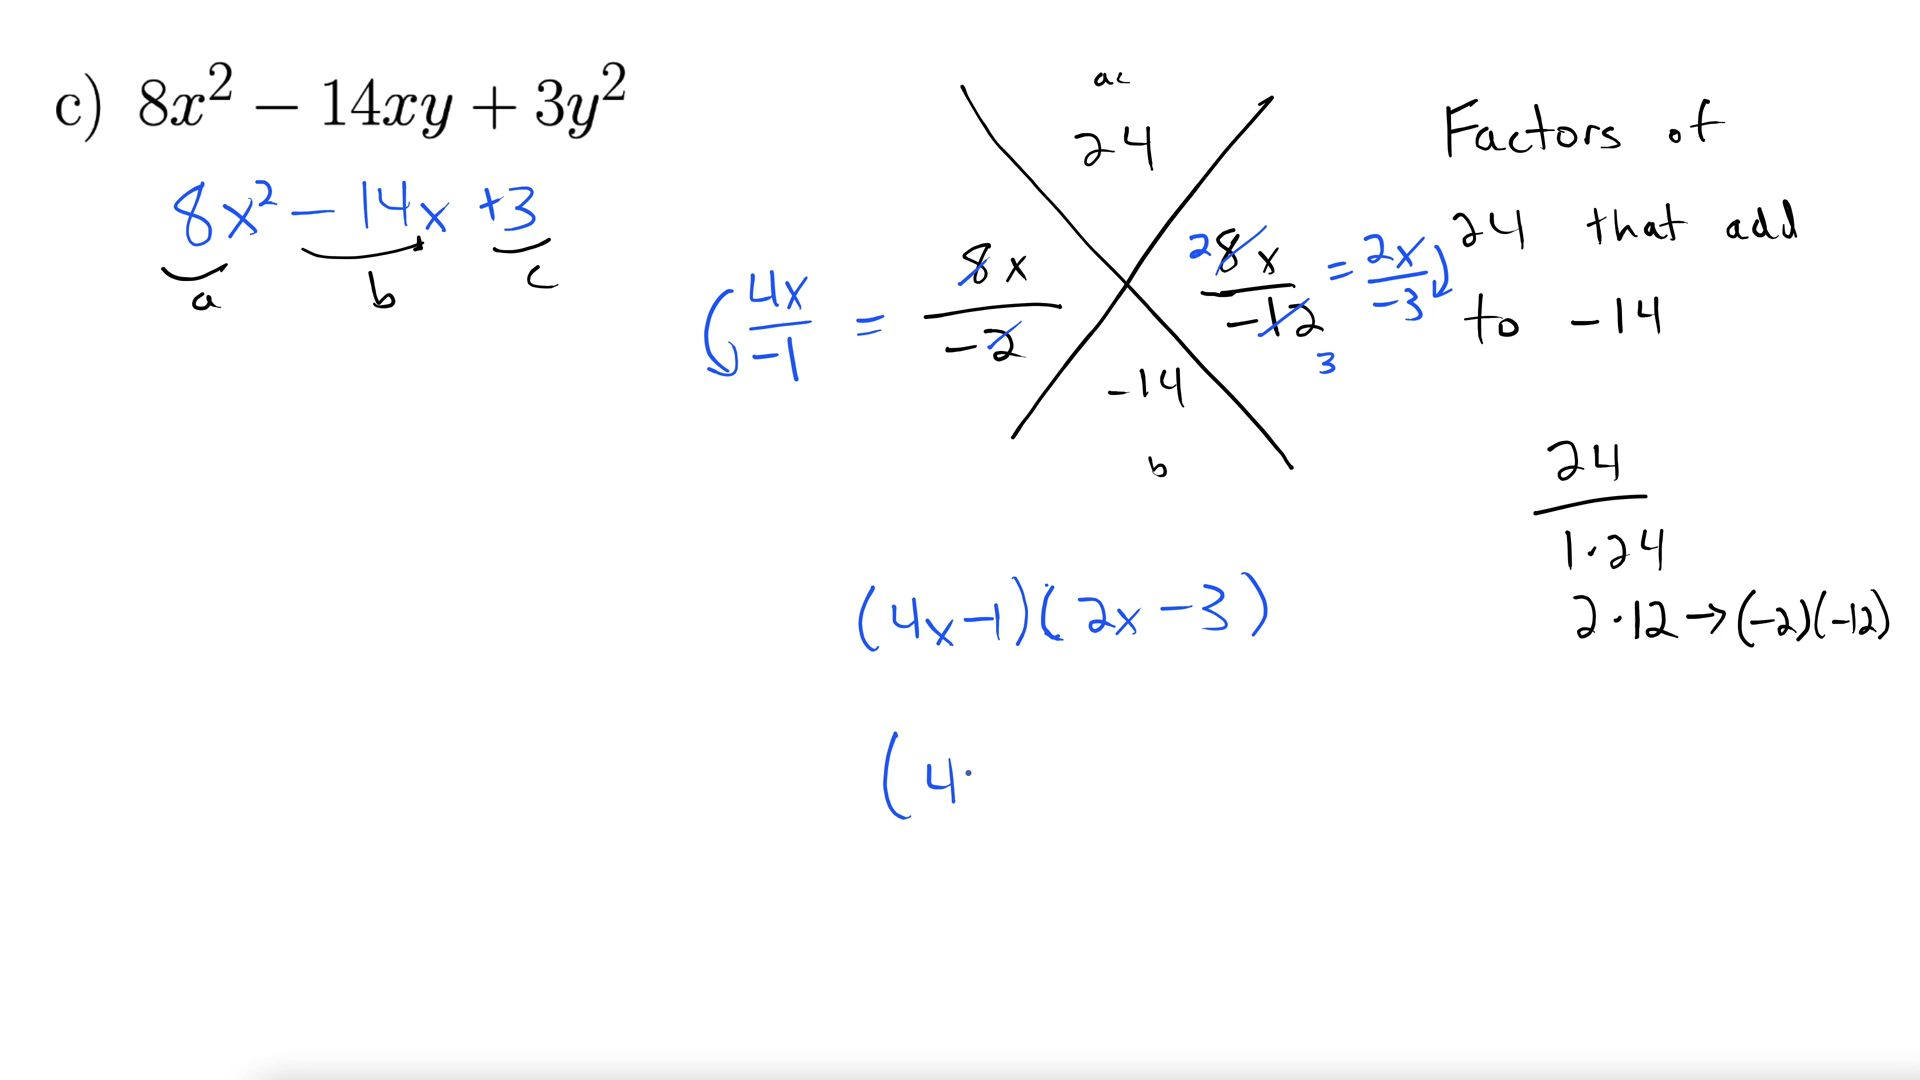 c) 8x² − 14xy + 3y²
8x² − 14x +3
a b c
ac
24
8x
—
−2
= 4x
—
−1
28x
—
−12
3
= 2x
—
−3
−14
b
Factors of
24 that add
to −14
24
1·24
2·12→(−2)(−12)
(4x−1)(2x−3)
(4·